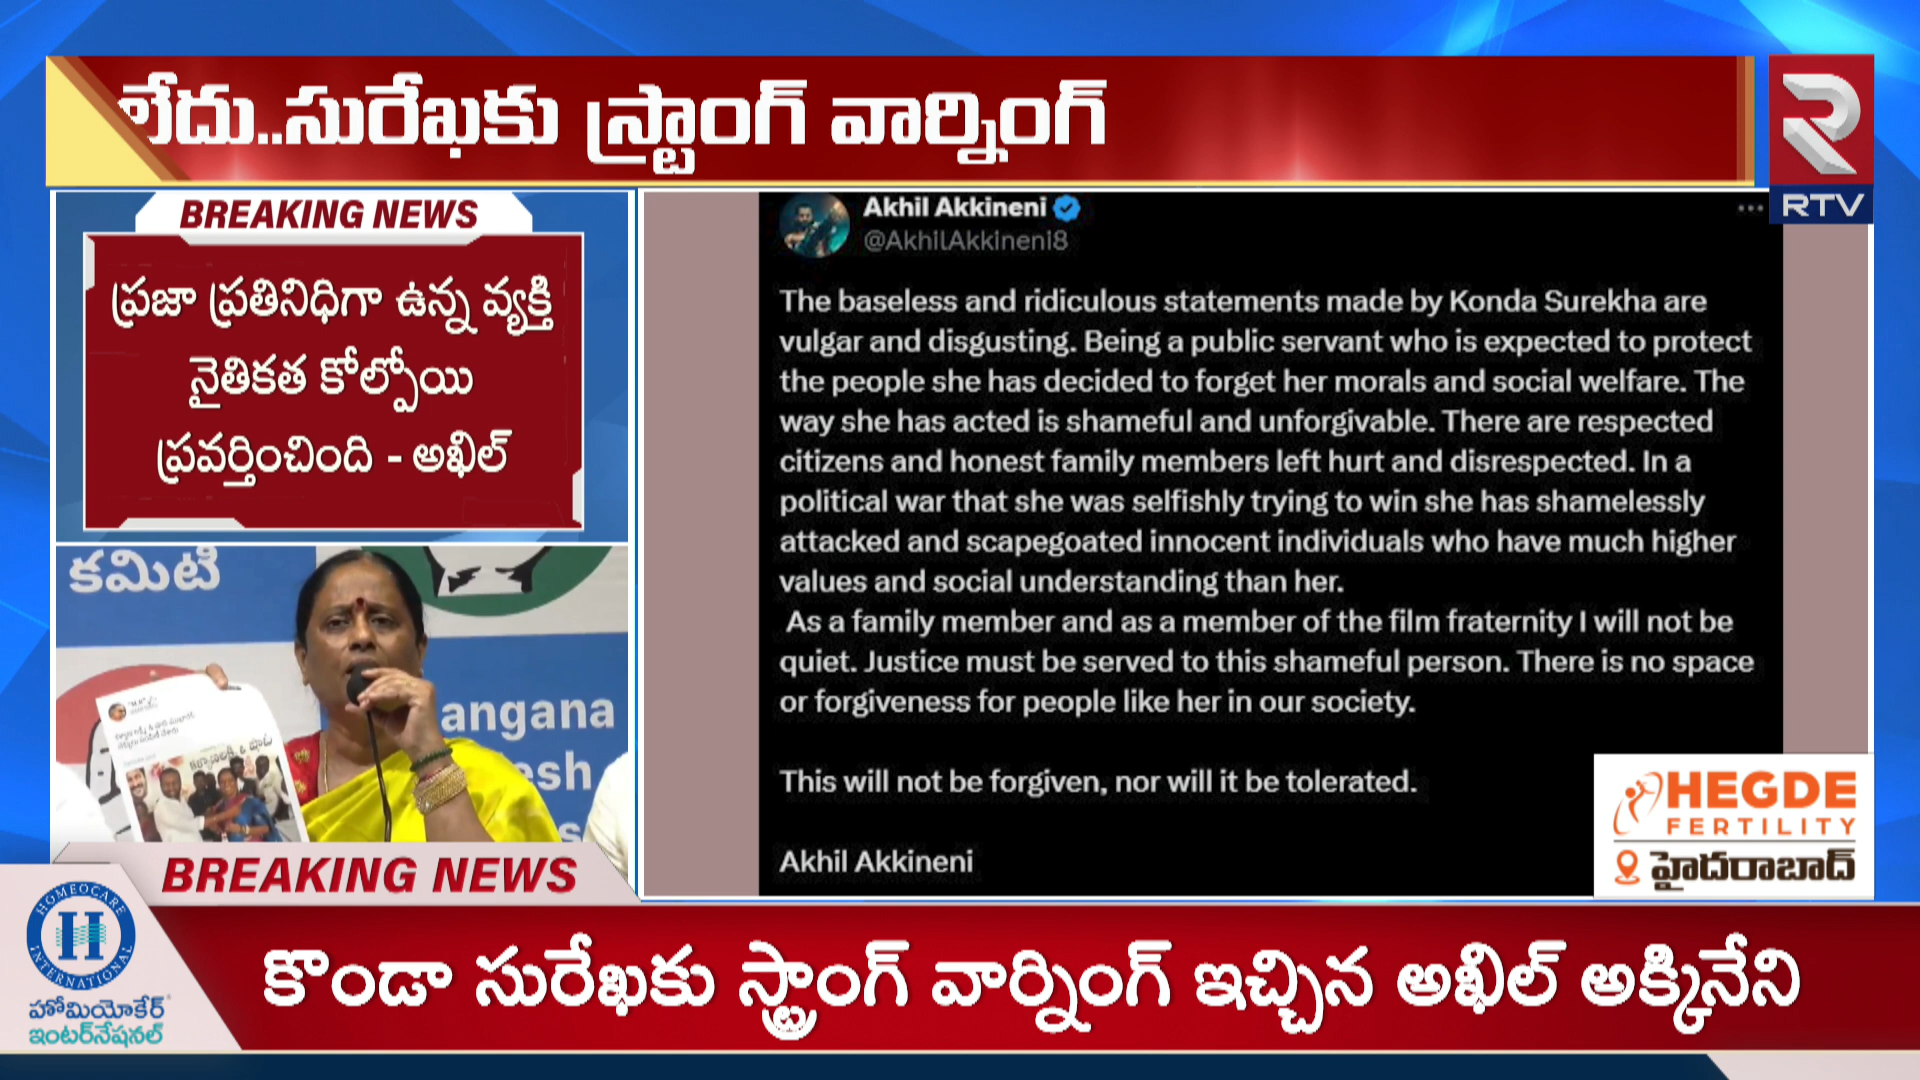 లేదు..సురేఖకు స్ట్రాంగ్ వార్నింగ్
RTV
BREAKING NEWS
ప్రజా ప్రతినిధిగా ఉన్న వ్యక్తి
నైతికత కోల్పోయి
ప్రవర్తించింది - అఖిల్
కమిటీ
angana
esh
Akhil Akkineni
@AkhilAkkineni8
The baseless and ridiculous statements made by Konda Surekha are
vulgar and disgusting. Being a public servant who is expected to protect
the people she has decided to forget her morals and social welfare. The
way she has acted is shameful and unforgivable. There are respected
citizens and honest family members left hurt and disrespected. In a
political war that she was selfishly trying to win she has shamelessly
attacked and scapegoated innocent individuals who have much higher
values and social understanding than her.
As a family member and as a member of the film fraternity I will not be
quiet. Justice must be served to this shameful person. There is no space
or forgiveness for people like her in our society.
This will not be forgiven, nor will it be tolerated.
Akhil Akkineni
HEGDE
FERTILITY
హైదరాబాద్
BREAKING NEWS
కొండా సురేఖకు స్ట్రాంగ్ వార్నింగ్ ఇచ్చిన అఖిల్ అక్కినేని
HOMEOCARE
H
INTERNATIONAL
హోమియోకేర్
ఇంటర్‌నేషనల్